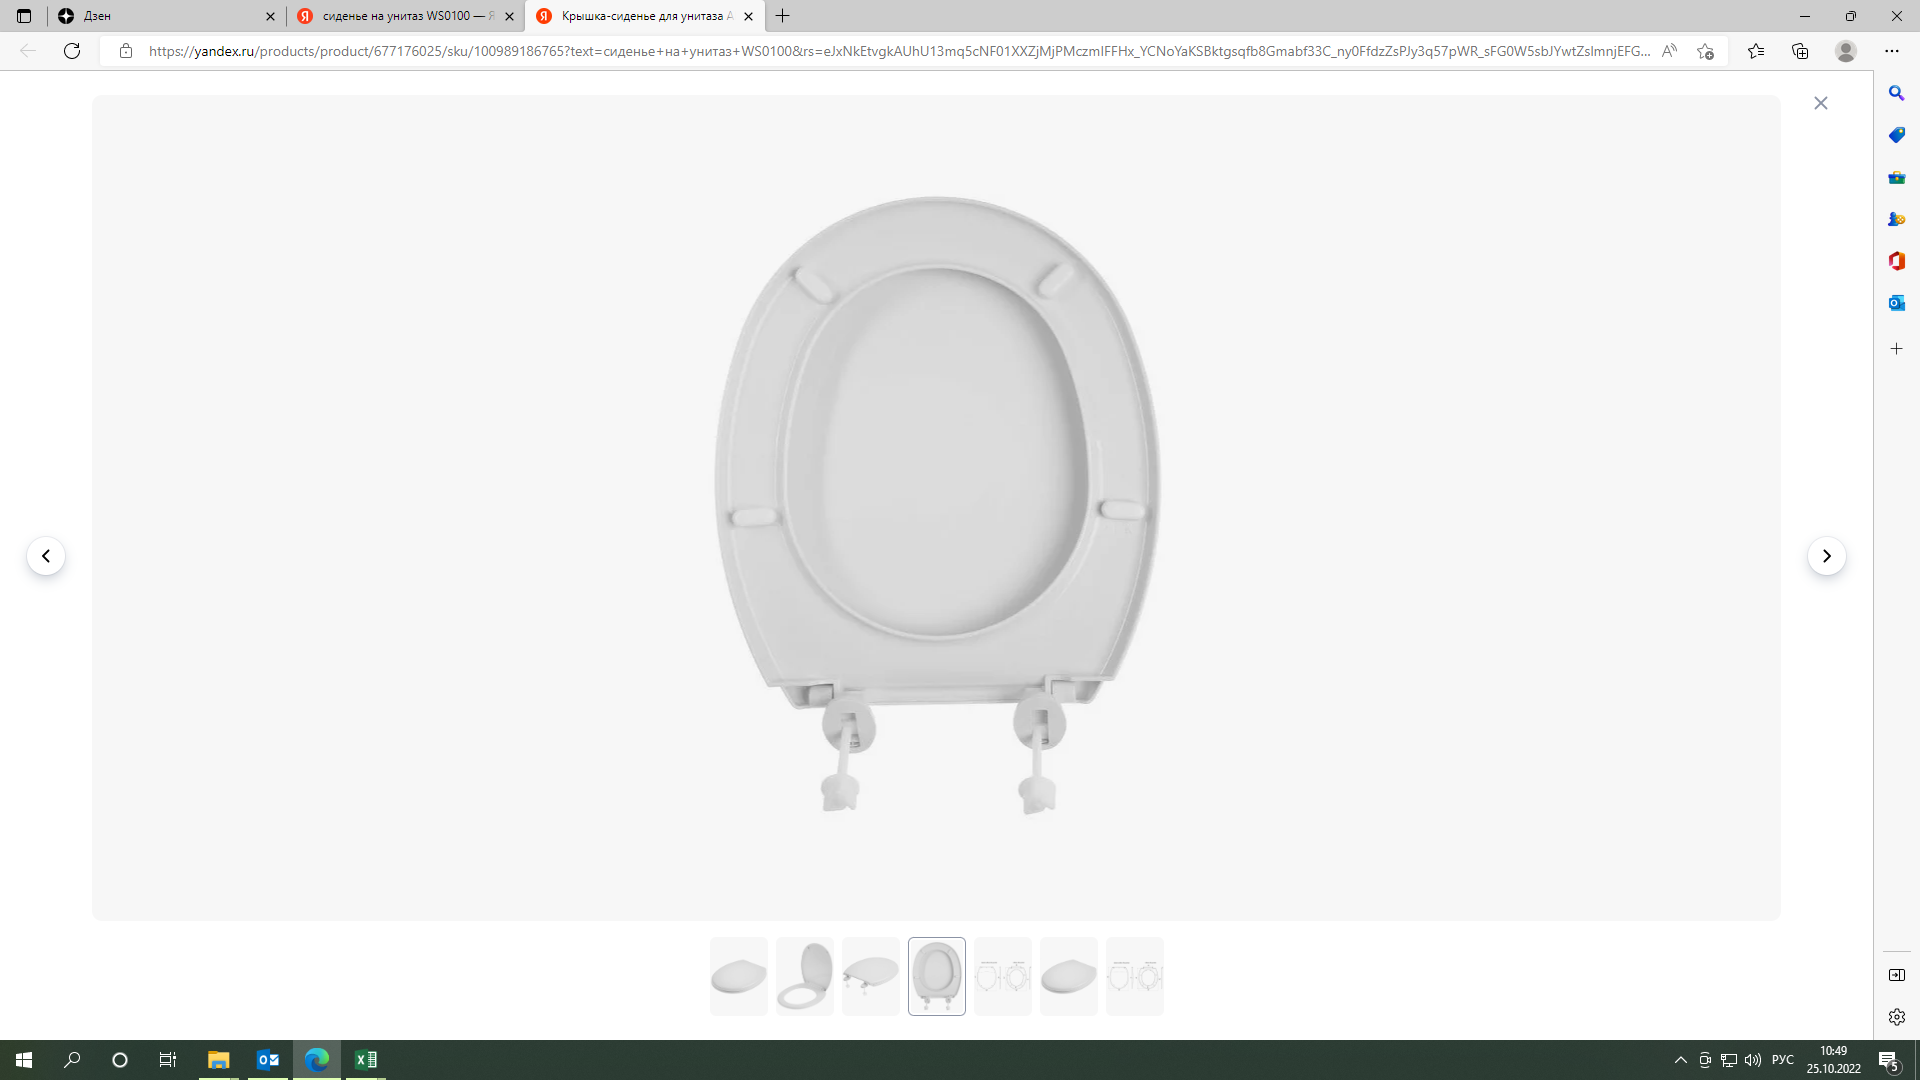 Дзен
сиденье на унитаз WS0100 — Я
Крышка-сиденье для унитаза A
https://yandex.ru/products/product/677176025/sku/100989186765?text=сиденье+на+унитаз+WS0100&rs=
РУС
10:49
25.10.2022
5